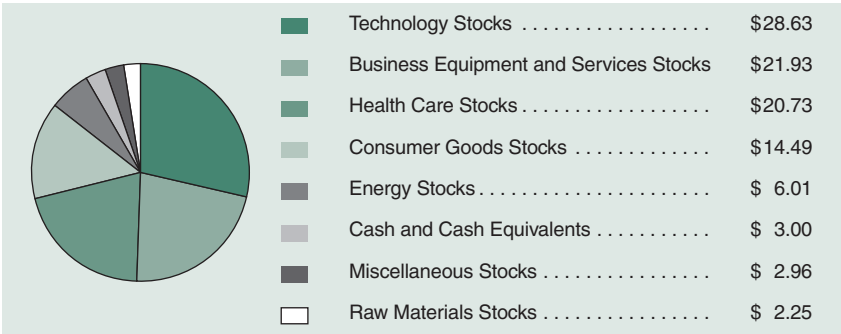 Technology Stocks .................. $28.63
Business Equipment and Services Stocks $21.93
Health Care Stocks ................... $20.73
Consumer Goods Stocks ............. $14.49
Energy Stocks ....................... $ 6.01
Cash and Cash Equivalents ........... $ 3.00
Miscellaneous Stocks ................ $ 2.96
Raw Materials Stocks ................ $ 2.25